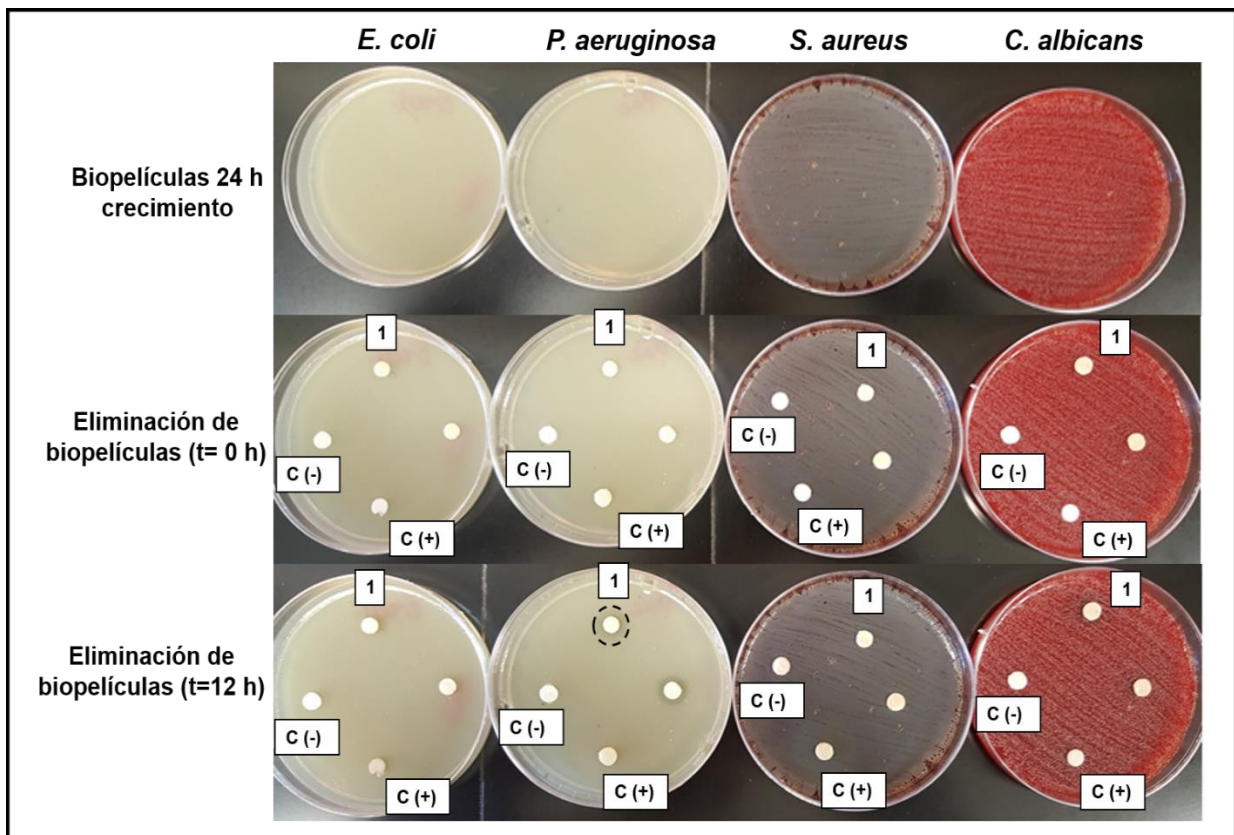 E. coli
P. aeruginosa
S. aureus
C. albicans
Biopelículas 24 h
crecimiento
Eliminación de
biopelículas (t= 0 h)
1
C (-)
C (+)
1
C (-)
C (+)
1
C (-)
C (+)
1
C (-)
C (+)
Eliminación de
biopelículas (t=12 h)
1
C (-)
C (+)
1
C (-)
C (+)
1
C (-)
C (+)
1
C (-)
C (+)